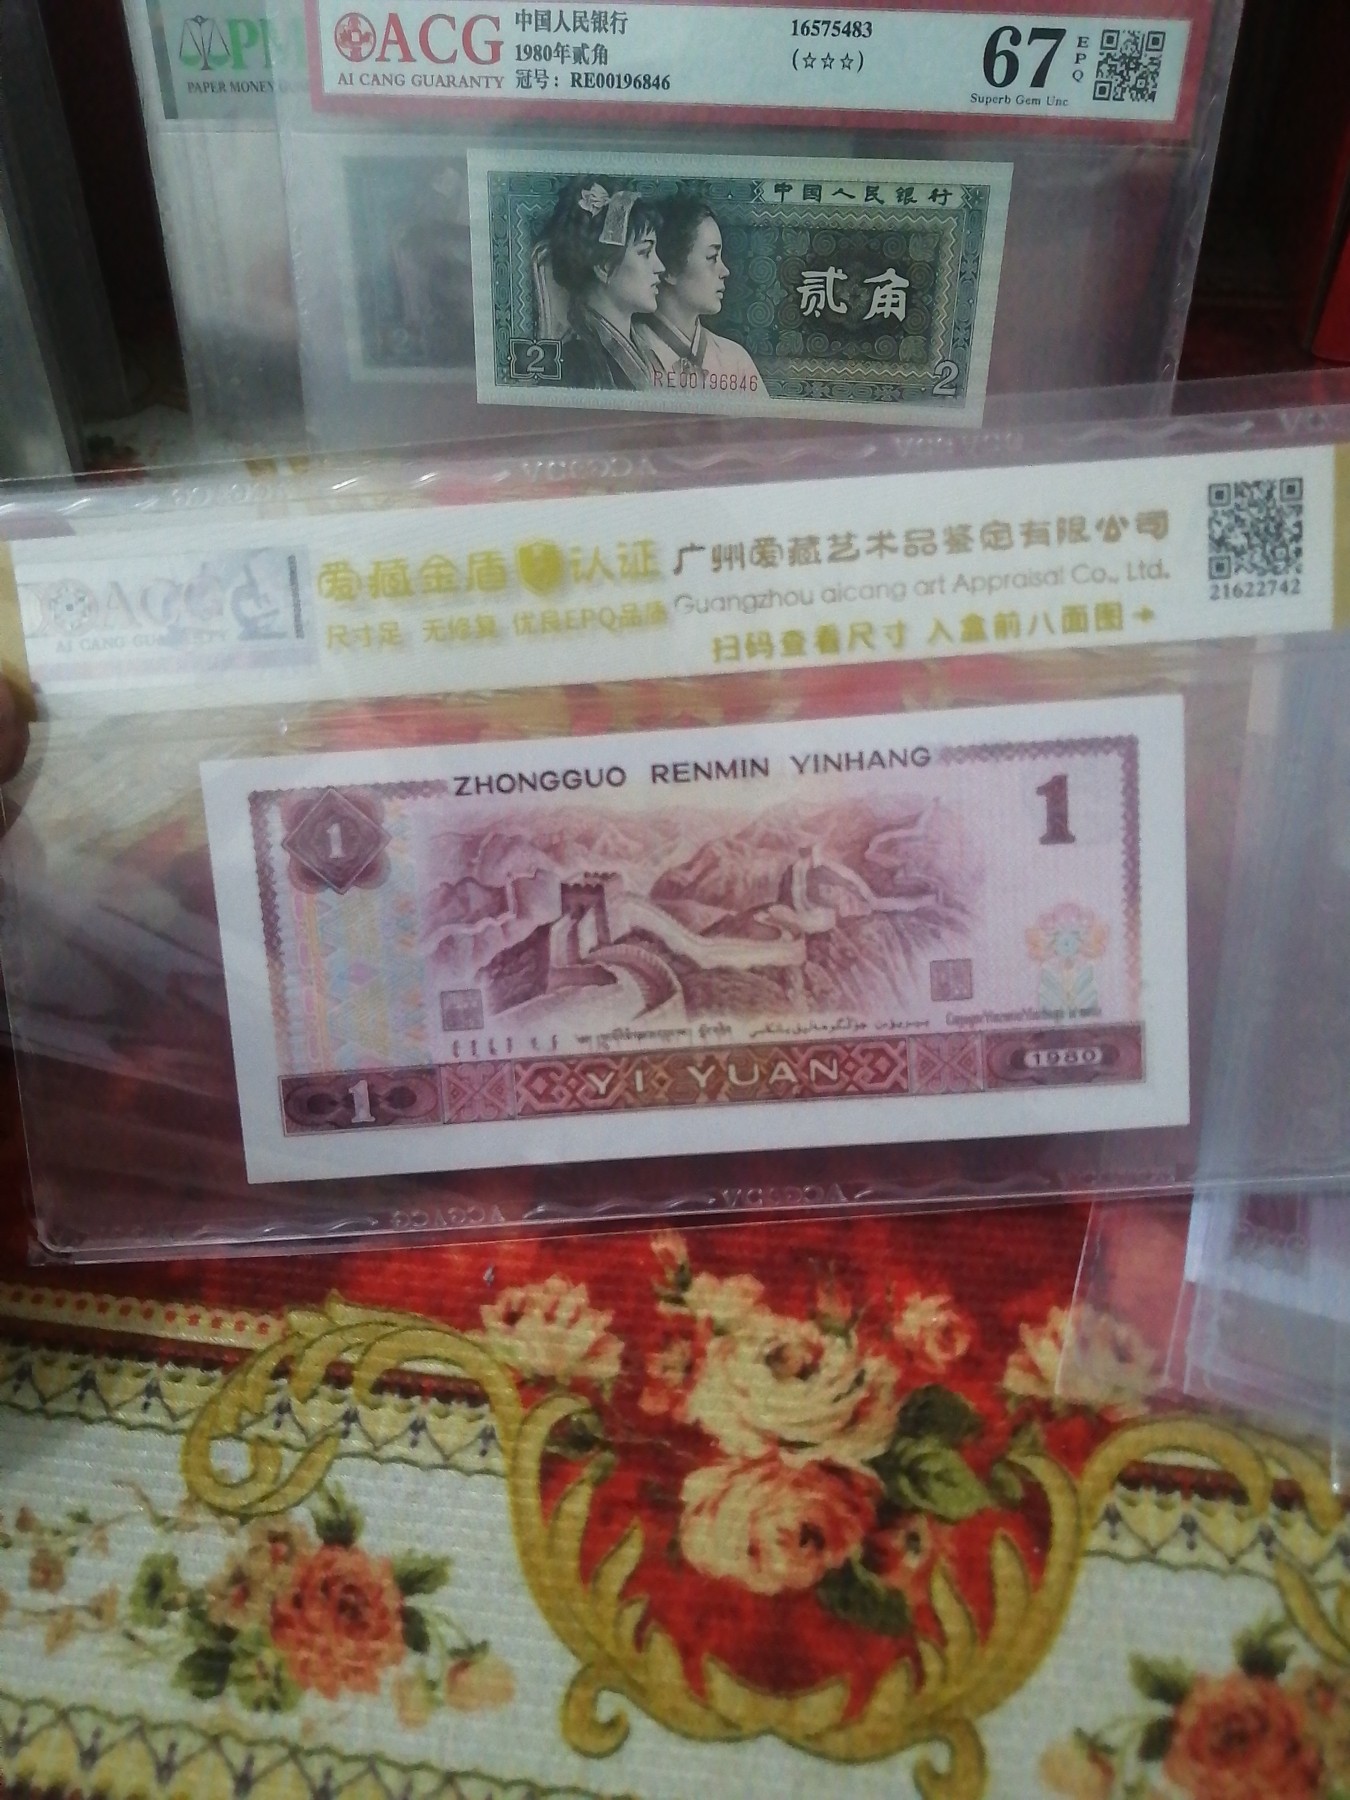 PM
PAPER MONEY
ACG
AI CANG GUARANTY
中国人民银行
1980年贰角
冠号：RE00196846
16575483
(☆☆☆)
67
EPQ
Superb Gem Unc
中国人民银行
贰角
2
RE00196846
2
爱藏金盾 认证
尺寸足 无修复 优良EPQ品质
广州爱藏艺术品鉴定有限公司
Guangzhou aicang art Appraisal Co., Ltd.
扫码查看尺寸 入盒前八面图→
21622742
ACG
AI CANG
ZHONGGUO RENMIN YINHANG
1
1
YI YUAN
1
1980